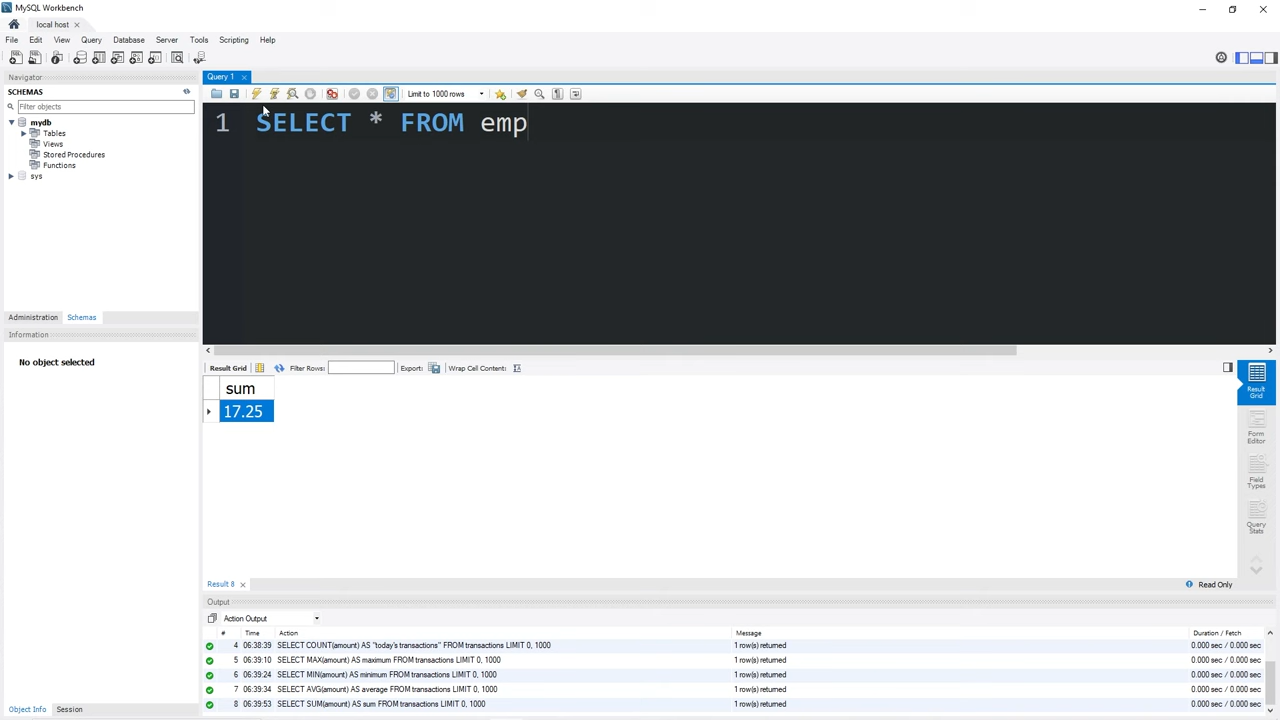 MySQL Workbench
local host
File Edit View Query Database Server Tools Scripting Help
Navigator
SCHEMAS
Filter objects
mydb
Tables
Views
Stored Procedures
Functions
sys
Administration Schemas
Information
No object selected
Query 1
Limit to 1000 rows
1 SELECT * FROM emp
Result Grid Filter Rows: Export: Wrap Cell Content:
sum
17.25
Result Grid
Form Editor
Field Types
Query Stats
Result 8
Read Only
Output
Action Output
# Time Action Message Duration / Fetch
4 06:38:39 SELECT COUNT(amount) AS "today's transactions" FROM transactions LIMIT 0, 1000 1 row(s) returned 0.000 sec / 0.000 sec
5 06:39:10 SELECT MAX(amount) AS maximum FROM transactions LIMIT 0, 1000 1 row(s) returned 0.000 sec / 0.000 sec
6 06:39:24 SELECT MIN(amount) AS minimum FROM transactions LIMIT 0, 1000 1 row(s) returned 0.000 sec / 0.000 sec
7 06:39:34 SELECT AVG(amount) AS average FROM transactions LIMIT 0, 1000 1 row(s) returned 0.000 sec / 0.000 sec
8 06:39:53 SELECT SUM(amount) AS sum FROM transactions LIMIT 0, 1000 1 row(s) returned 0.000 sec / 0.000 sec
Object Info Session